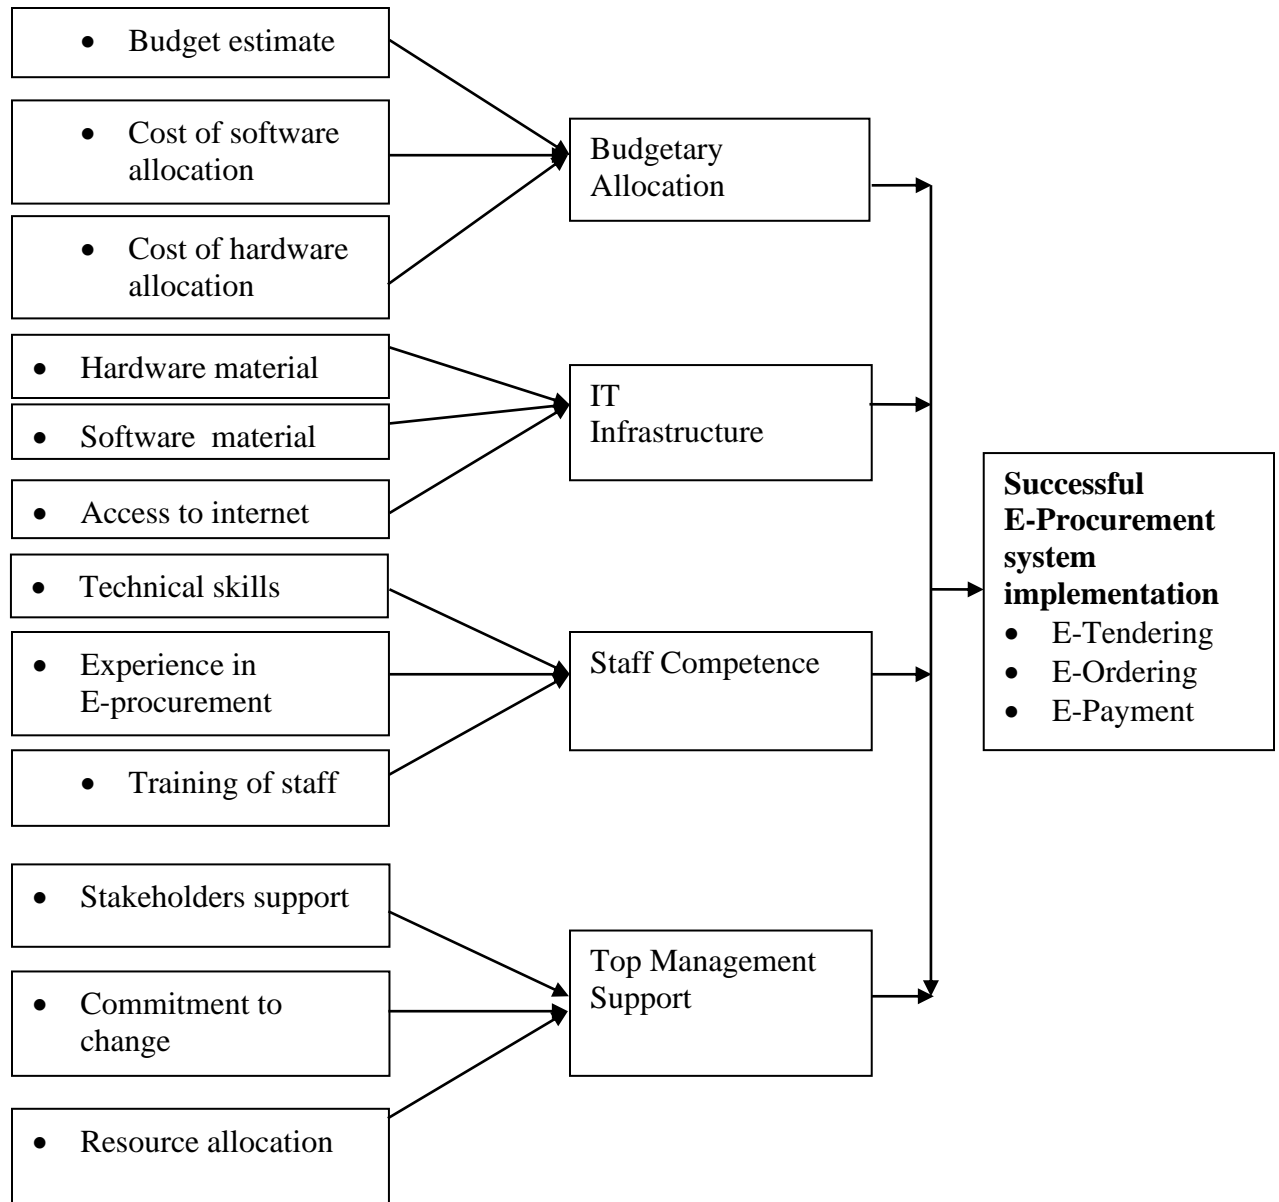 • Budget estimate
• Cost of software
allocation
• Cost of hardware
allocation
• Hardware material
• Software  material
• Access to internet
• Technical skills
• Experience in
E-procurement
• Training of staff
• Stakeholders support
• Commitment to
change
• Resource allocation
Budgetary
Allocation
IT
Infrastructure
Staff Competence
Top Management
Support
Successful
E-Procurement
system
implementation
• E-Tendering
• E-Ordering
• E-Payment